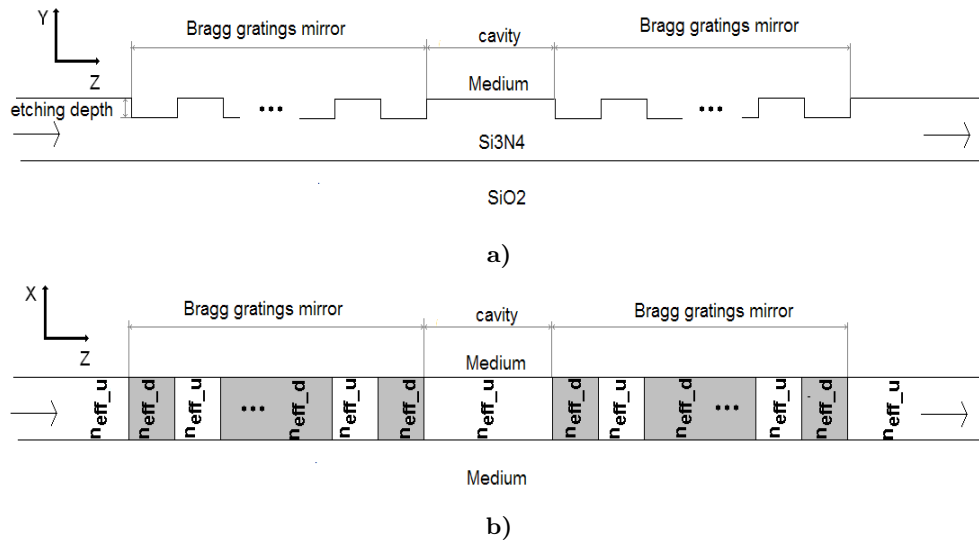 Y
Bragg gratings mirror
cavity
Bragg gratings mirror
Z
Medium
etching depth
...
...
Si3N4
SiO2
a)
X
Bragg gratings mirror
cavity
Bragg gratings mirror
Z
Medium
neff_u neff_d neff_u ... neff_d neff_u neff_d neff_u neff_d neff_u neff_d ... neff_u neff_d neff_u
Medium
b)